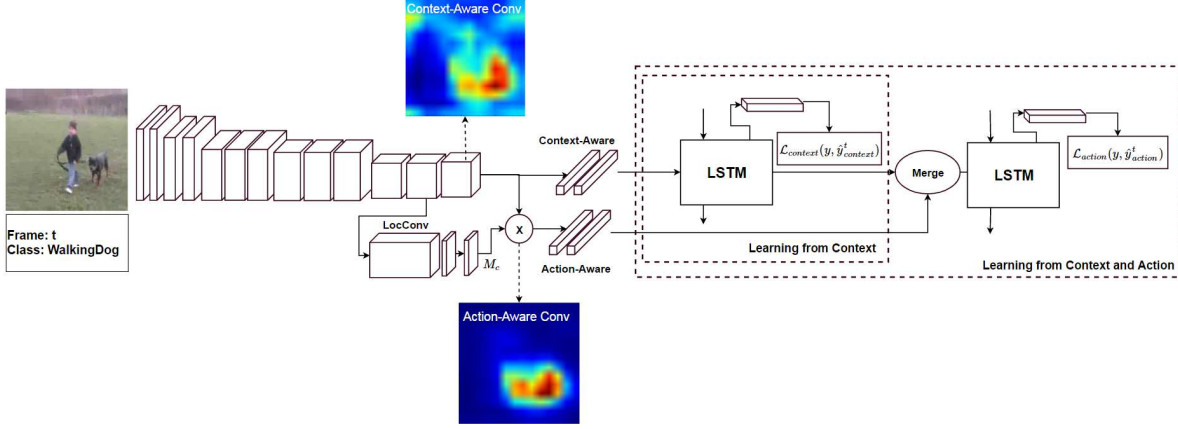 Context-Aware Conv
Frame: t
Class: WalkingDog
Context-Aware
LocConv
M_c
X
Action-Aware
Action-Aware Conv
LSTM
ℒ_context(y, ŷ^t_context)
Learning from Context
Merge
LSTM
ℒ_action(y, ŷ^t_action)
Learning from Context and Action